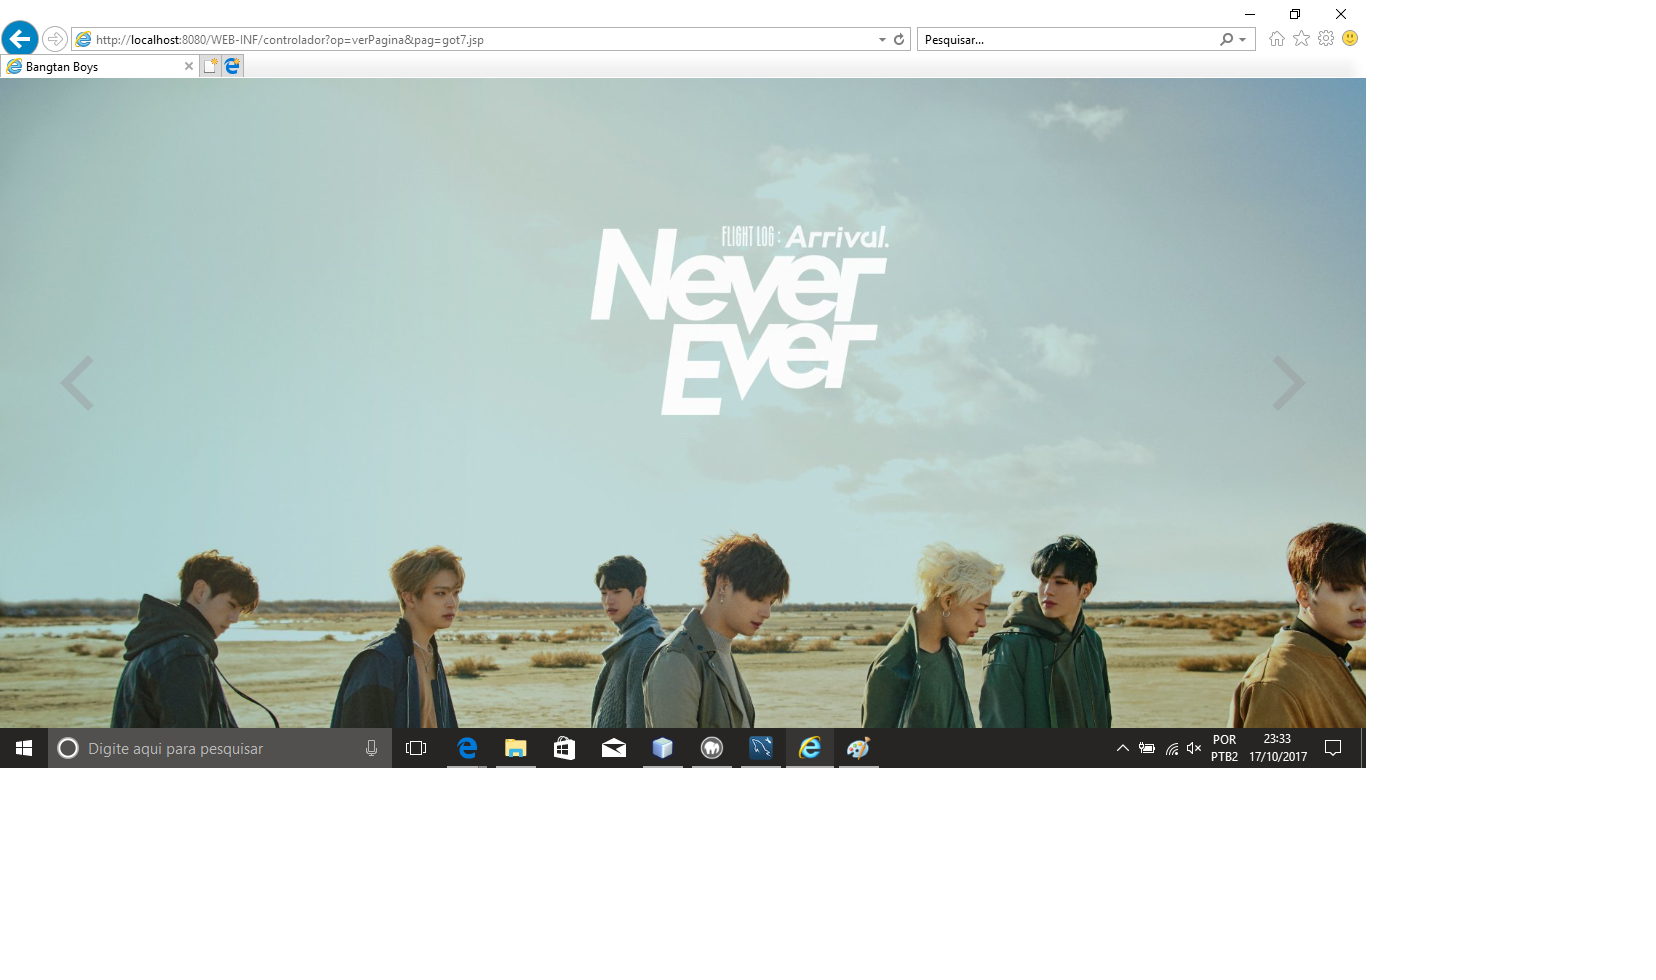 http://localhost:8080/WEB-INF/controlador?op=verPagina&pag=got7.jsp
Pesquisar...
Bangtan Boys
FLIGHT LOG : Arrival.
Never
Ever
Digite aqui para pesquisar
POR
PTB2
23:33
17/10/2017